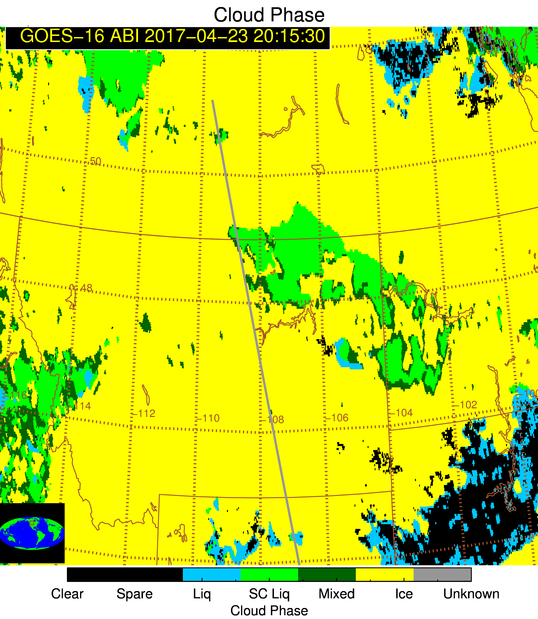 Cloud Phase
GOES-16 ABI 2017-04-23 20:15:30
50
48
-116
-114
-112
-110
-108
-106
-104
-102
Clear Spare Liq SC Liq Mixed Ice Unknown
Cloud Phase